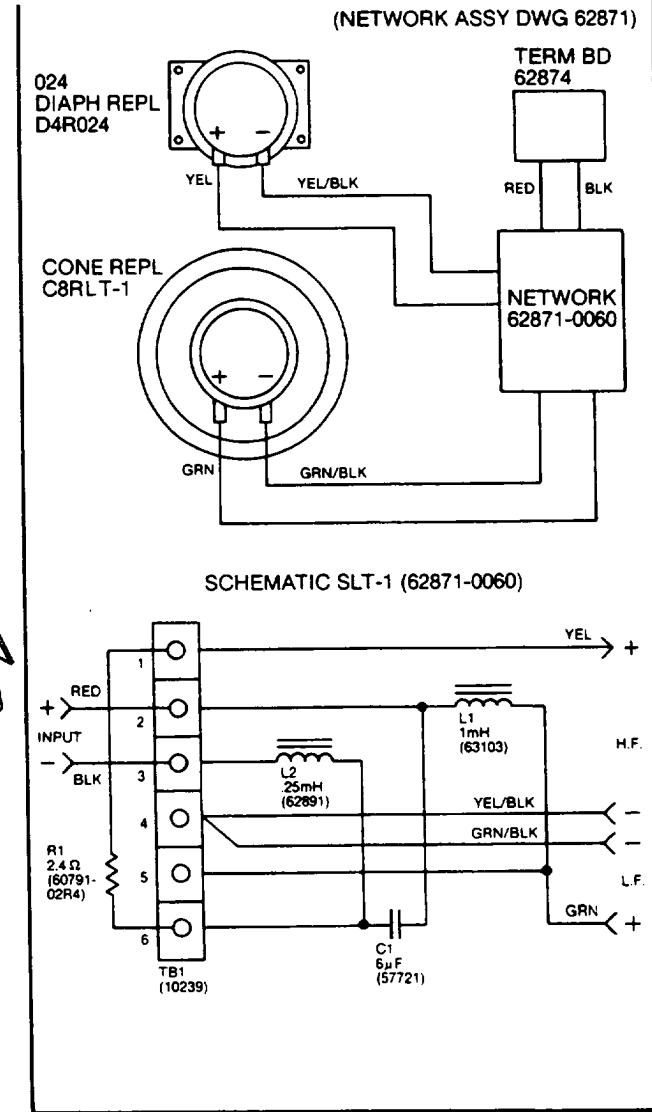 (NETWORK ASSY DWG 62871)
TERM BD
62874
024
DIAPH REPL
D4R024
+ −
YEL
YEL/BLK
RED
BLK
CONE REPL
C8RLT-1
NETWORK
62871-0060
+ −
GRN
GRN/BLK
SCHEMATIC SLT-1 (62871-0060)
YEL
+
1
RED
+
2
L1
1mH
(63103)
INPUT
H.F.
−
BLK
3
L2
.25mH
(62891)
4
YEL/BLK
−
GRN/BLK
−
R1
2.4 Ω
(60791-
02R4)
5
L.F.
GRN
+
6
C1
6µF
(57721)
TB1
(10239)